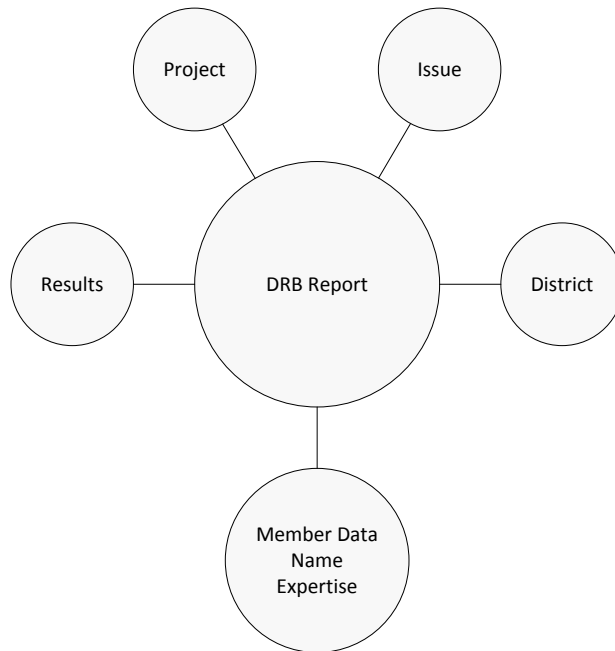 Project
Issue
Results
DRB Report
District
Member Data
Name
Expertise